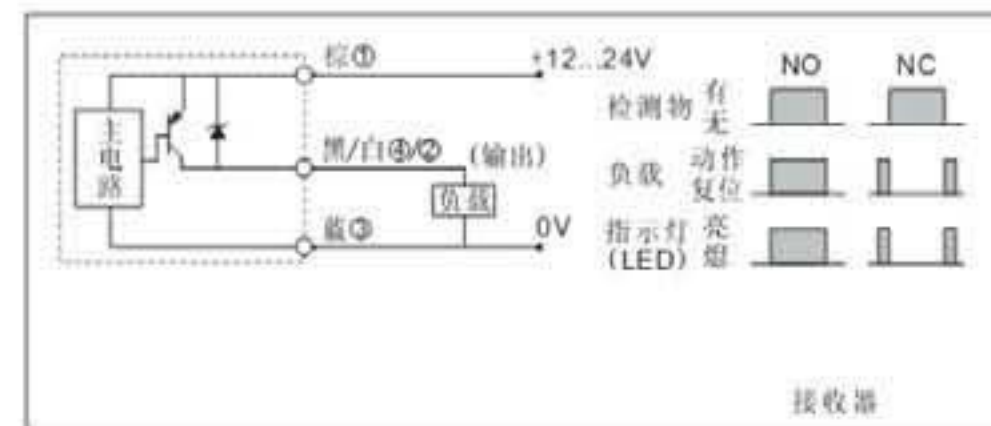 棕① +12...24V
主电路
黑/白④/② (输出)
负载
蓝③ 0V
NO NC
检测物 有 无
负载 动作 复位
指示灯 (LED) 亮 熄
接收器